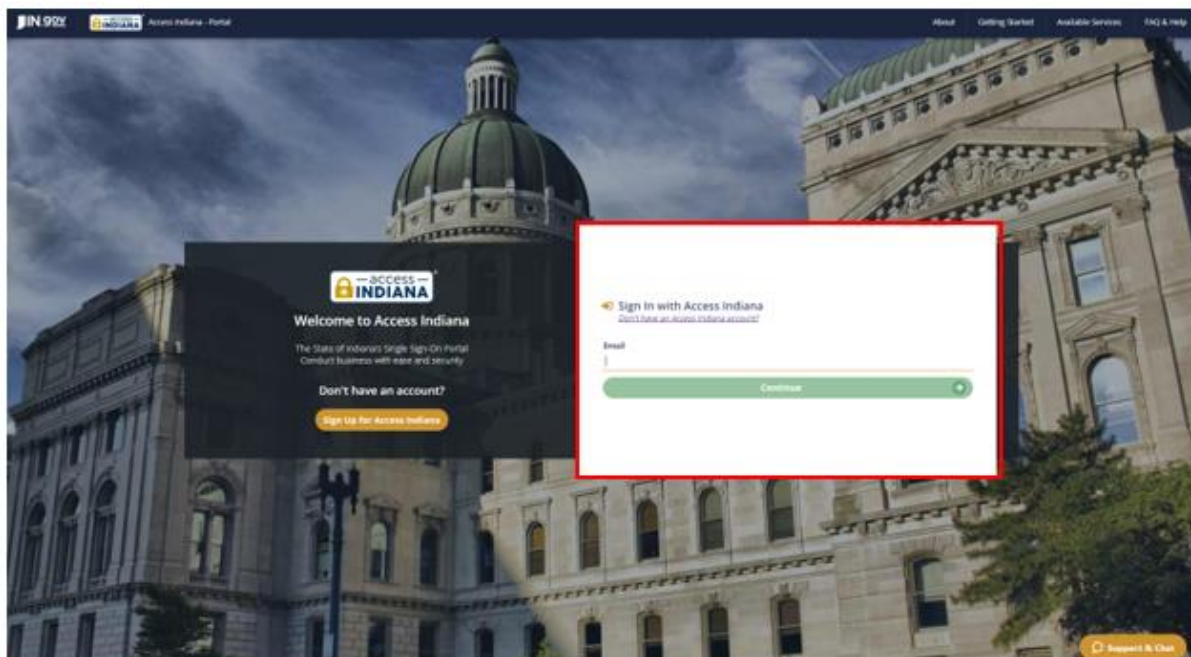 IN.gov
access INDIANA
Access Indiana - Portal
About
Getting Started
Available Services
FAQ & Help
access
INDIANA
Welcome to Access Indiana
The State of Indiana's Single Sign-On Portal
Conduct business with ease and security
Don't have an account?
Sign Up for Access Indiana
Sign In with Access Indiana
Don't have an Access Indiana account?
Email
Continue
Support & Chat